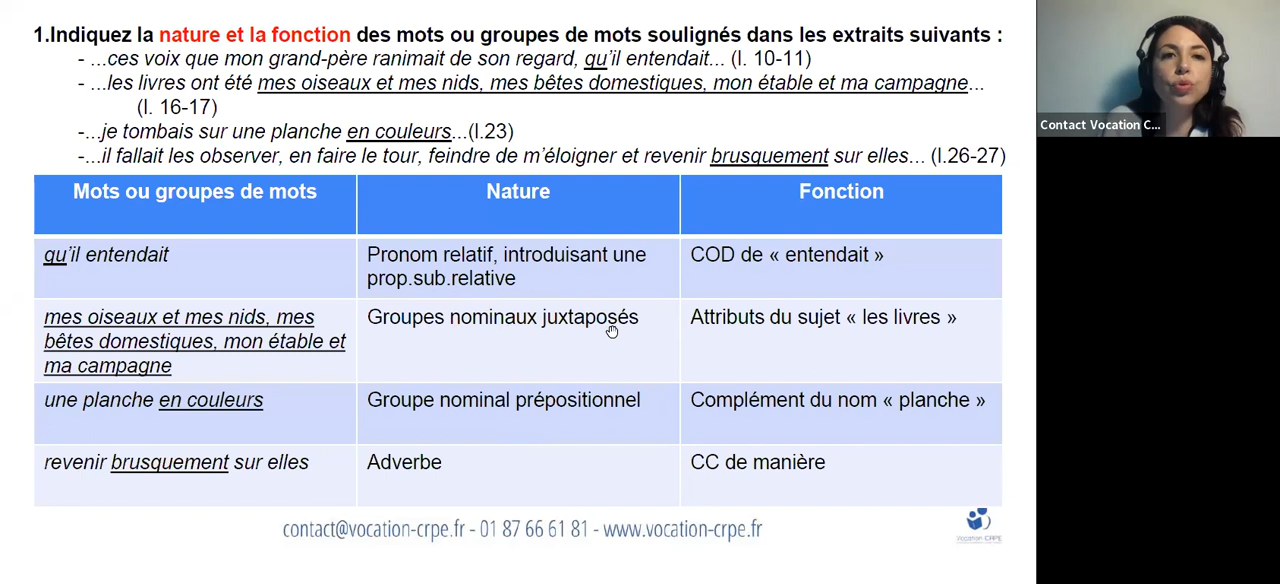 1.Indiquez la nature et la fonction des mots ou groupes de mots soulignés dans les extraits suivants :
- ...ces voix que mon grand-père ranimait de son regard, qu'il entendait... (l. 10-11)
- ...les livres ont été mes oiseaux et mes nids, mes bêtes domestiques, mon étable et ma campagne...
(l. 16-17)
-...je tombais sur une planche en couleurs...(l.23)
-...il fallait les observer, en faire le tour, feindre de m'éloigner et revenir brusquement sur elles... (l.26-27)
Mots ou groupes de mots
Nature
Fonction
qu'il entendait
Pronom relatif, introduisant une
prop.sub.relative
COD de « entendait »
mes oiseaux et mes nids, mes
bêtes domestiques, mon étable et
ma campagne
Groupes nominaux juxtaposés
Attributs du sujet « les livres »
une planche en couleurs
Groupe nominal prépositionnel
Complément du nom « planche »
revenir brusquement sur elles
Adverbe
CC de manière
contact@vocation-crpe.fr - 01 87 66 61 81 - www.vocation-crpe.fr
Vocation CRPE
Contact Vocation C...